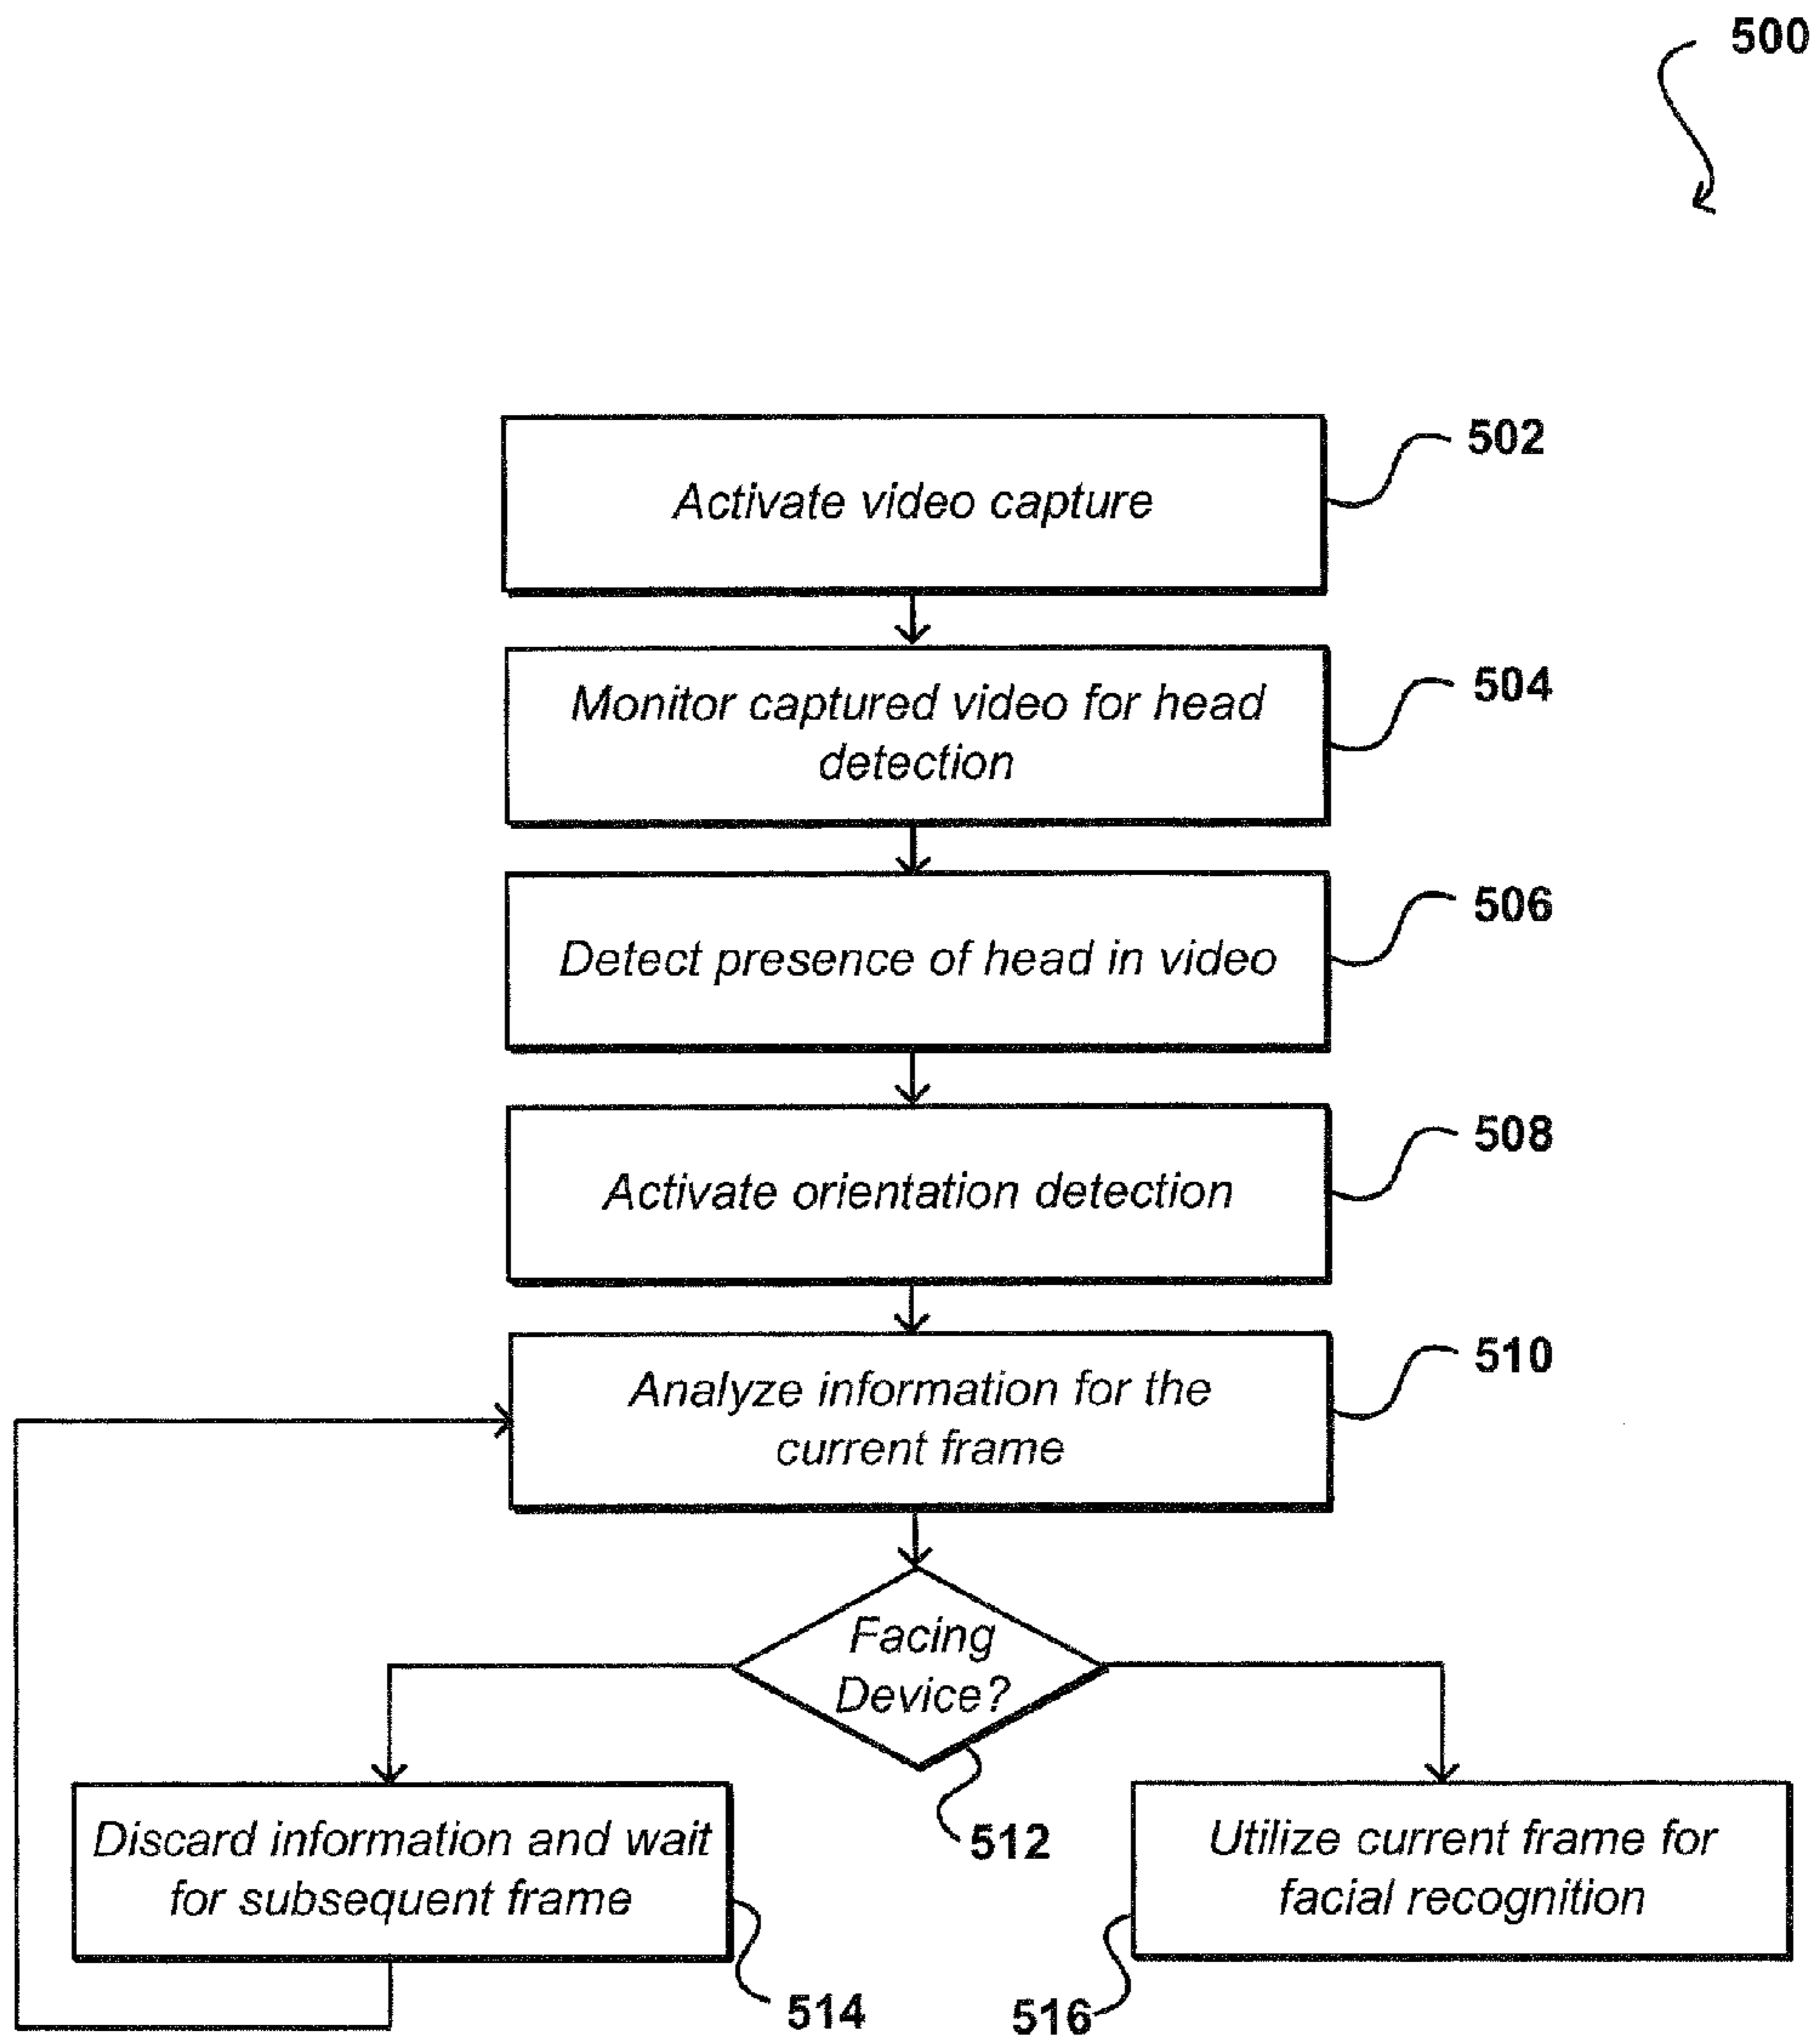 500
Activate video capture
502
Monitor captured video for head
detection
504
Detect presence of head in video
506
Activate orientation detection
508
Analyze information for the
current frame
510
Facing
Device?
512
Discard information and wait
for subsequent frame
514
Utilize current frame for
facial recognition
516